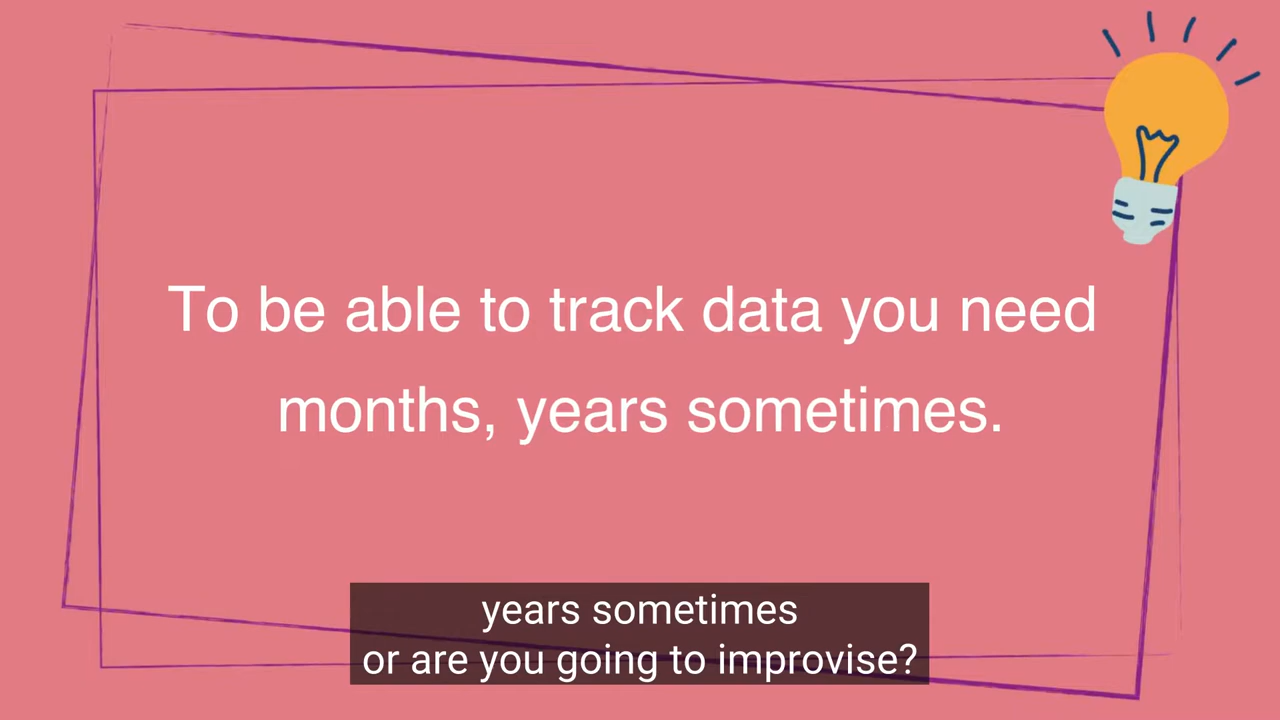 To be able to track data you need
months, years sometimes.
years sometimes
or are you going to improvise?